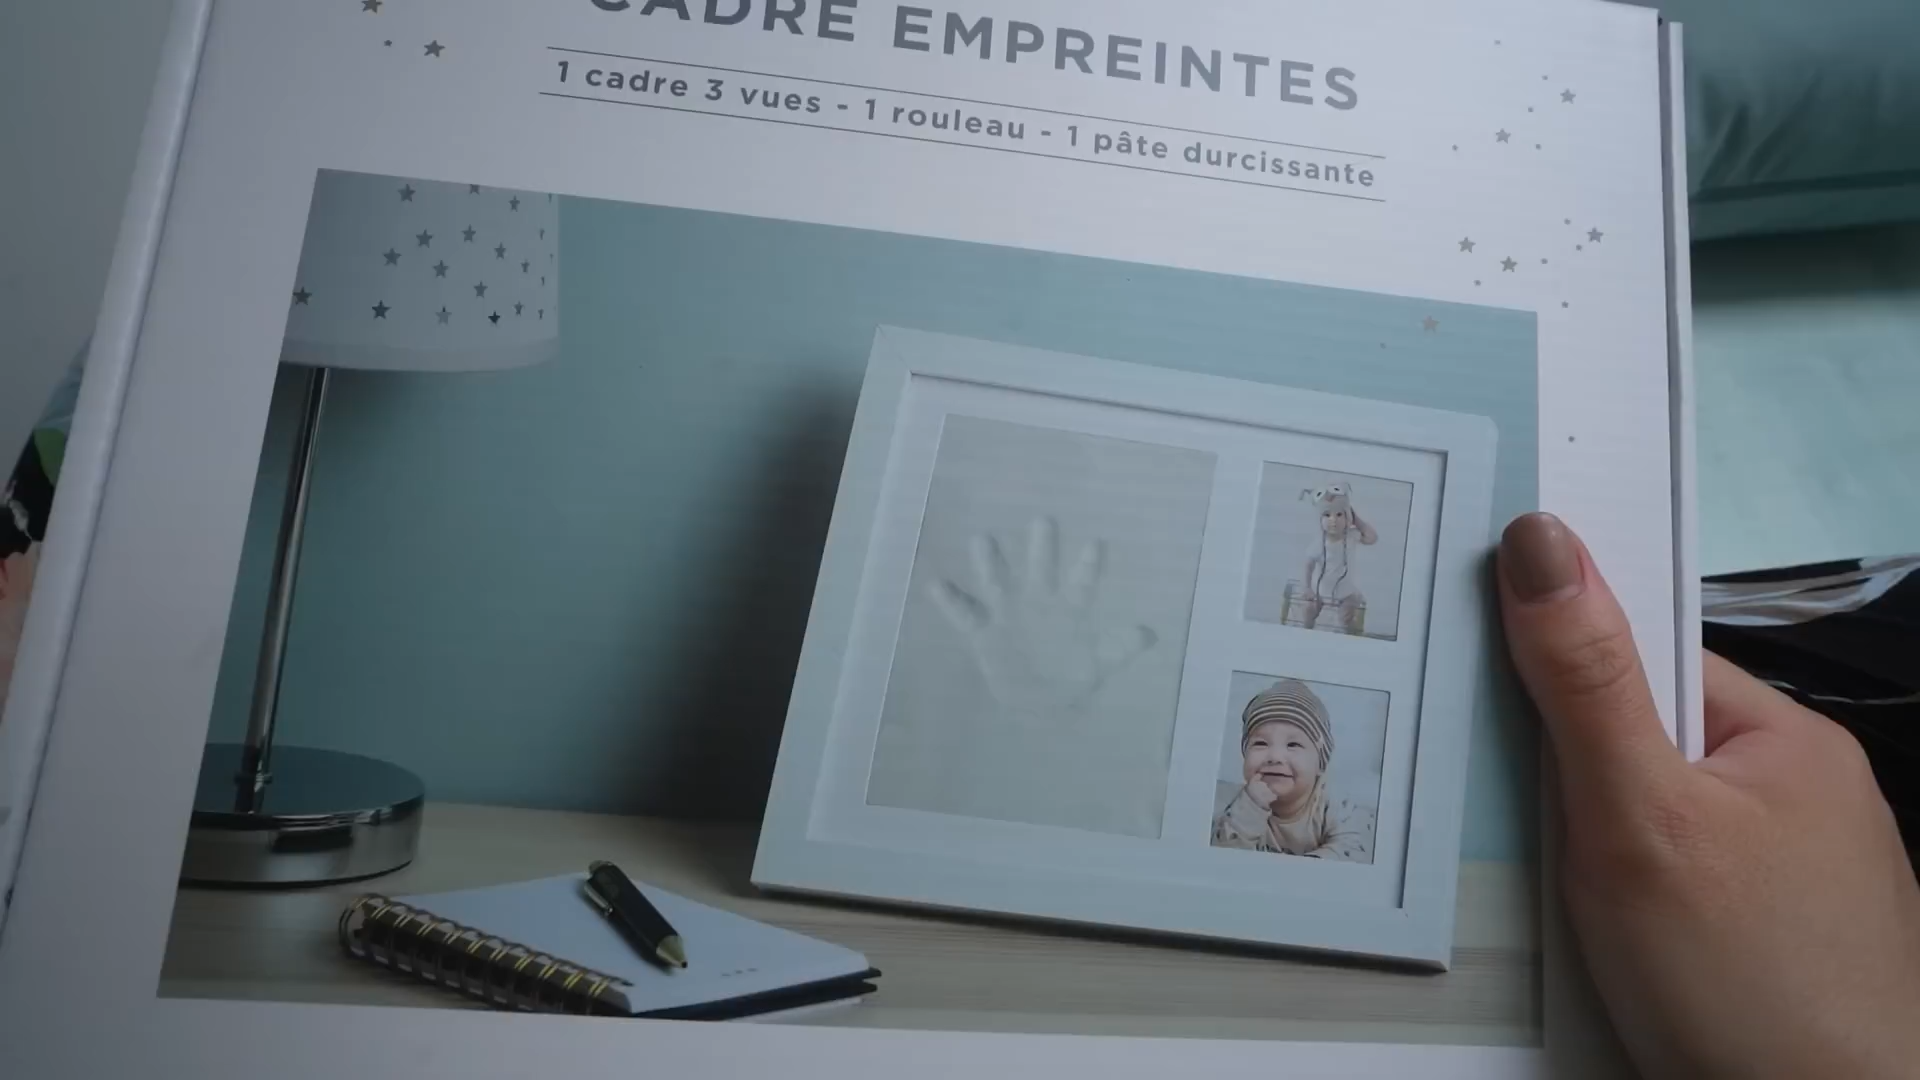 CADRE EMPREINTES
1 cadre 3 vues - 1 rouleau - 1 pâte durcissante